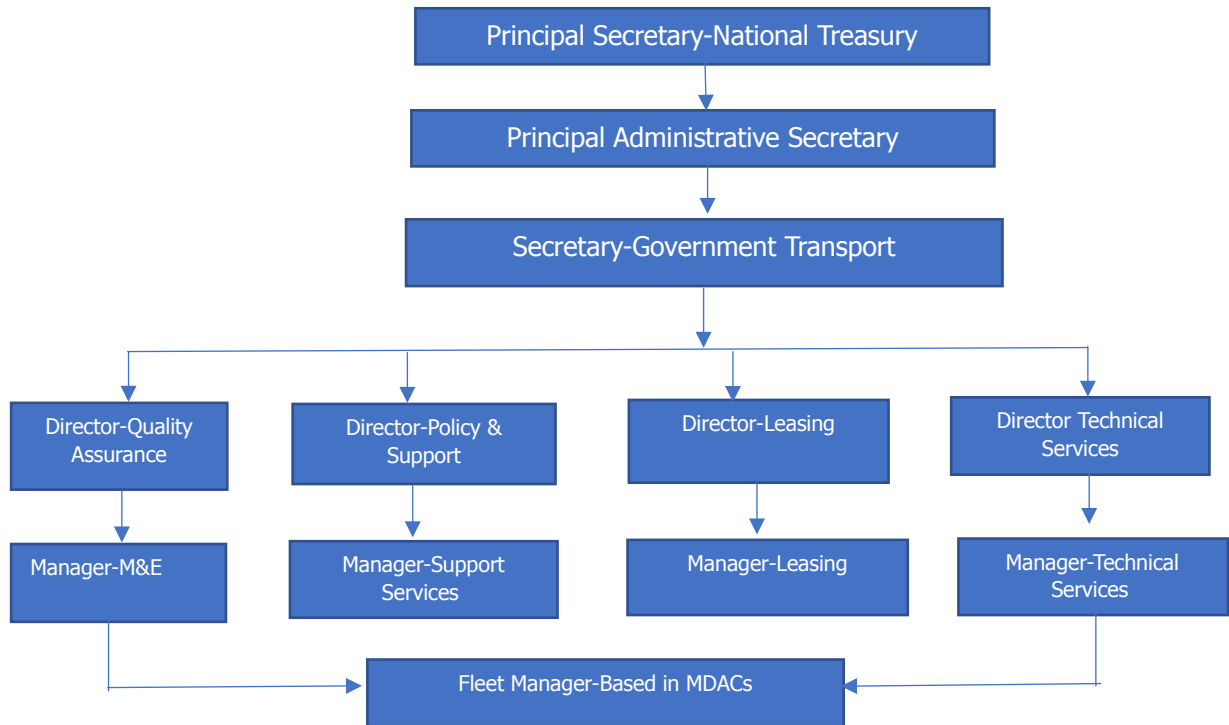 Principal Secretary-National Treasury
Principal Administrative Secretary
Secretary-Government Transport
Director-Quality
Assurance
Director-Policy &
Support
Director-Leasing
Director Technical
Services
Manager-M&E
Manager-Support
Services
Manager-Leasing
Manager-Technical
Services
Fleet Manager-Based in MDACs